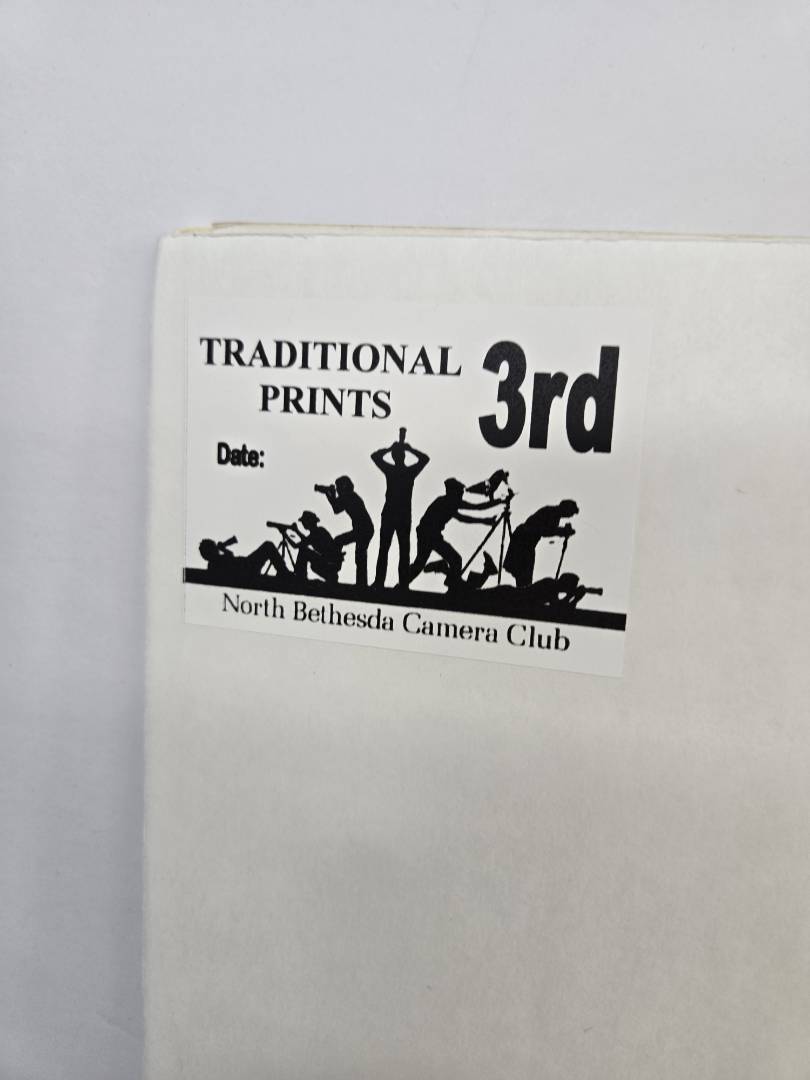 TRADITIONAL
PRINTS
3rd
Date:
North Bethesda Camera Club